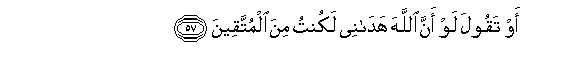 أَوْ تَقُولَ لَوْ أَنَّ ٱللَّهَ هَدَىٰنِى لَكُنتُ مِنَ ٱلْمُتَّقِينَ ۝٥٧